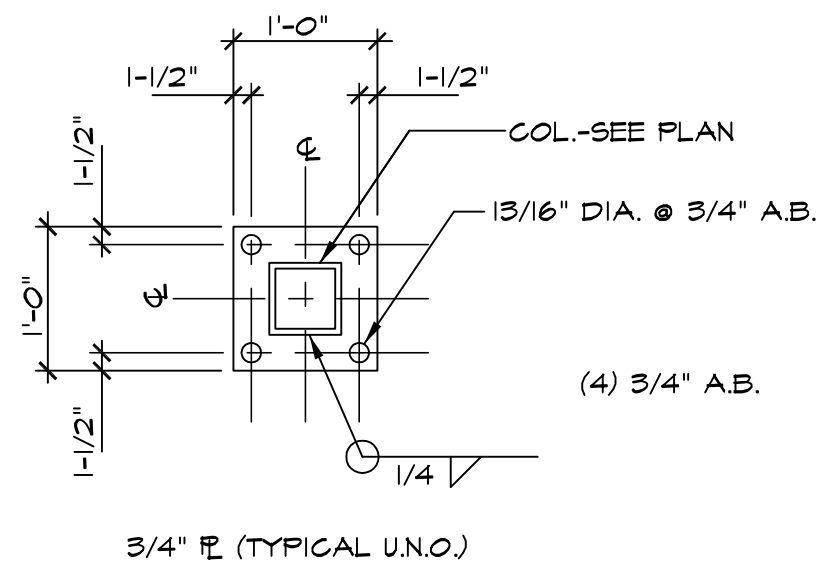 1'-0"
1-1/2" 1-1/2"
COL.-SEE PLAN
1-1/2"
℄
13/16" DIA. @ 3/4" A.B.
1'-0"
℄
(4) 3/4" A.B.
1-1/2"
1/4
3/4" PL (TYPICAL U.N.O.)